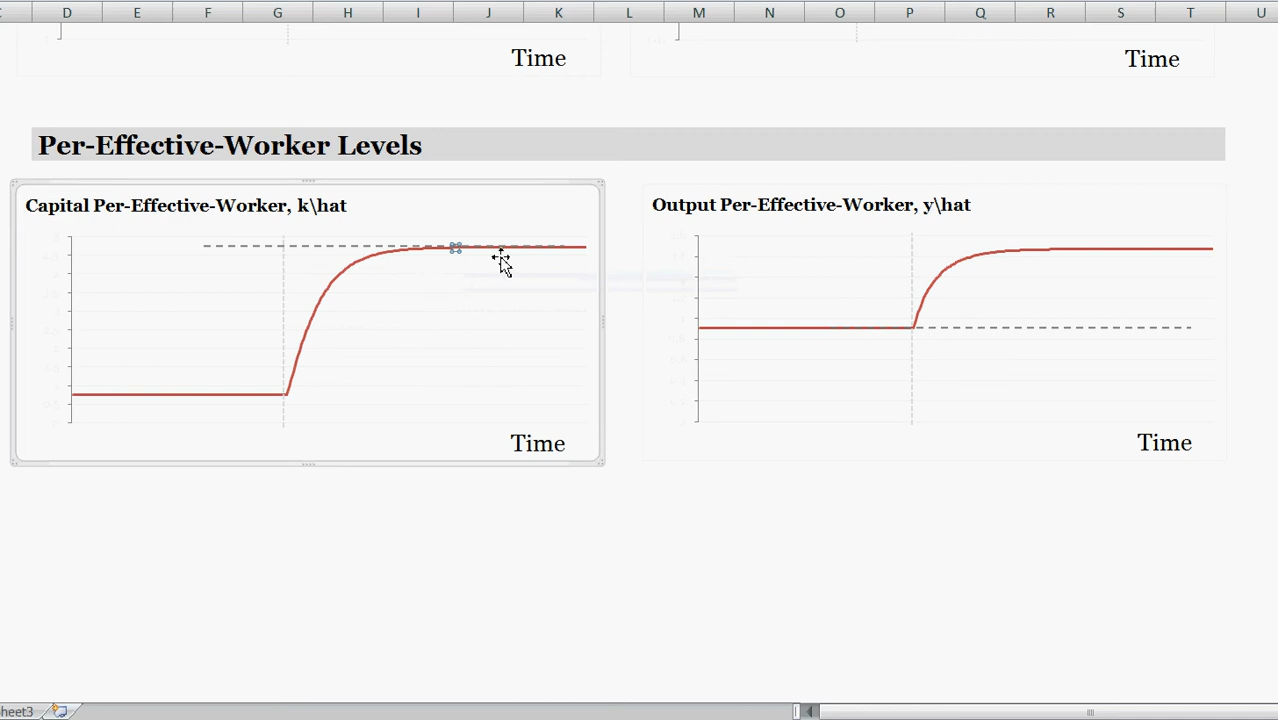 D E F G H I J K L M N O P Q R S T U
Time Time
Per-Effective-Worker Levels
Capital Per-Effective-Worker, k\hat
Output Per-Effective-Worker, y\hat
Time Time
heet3